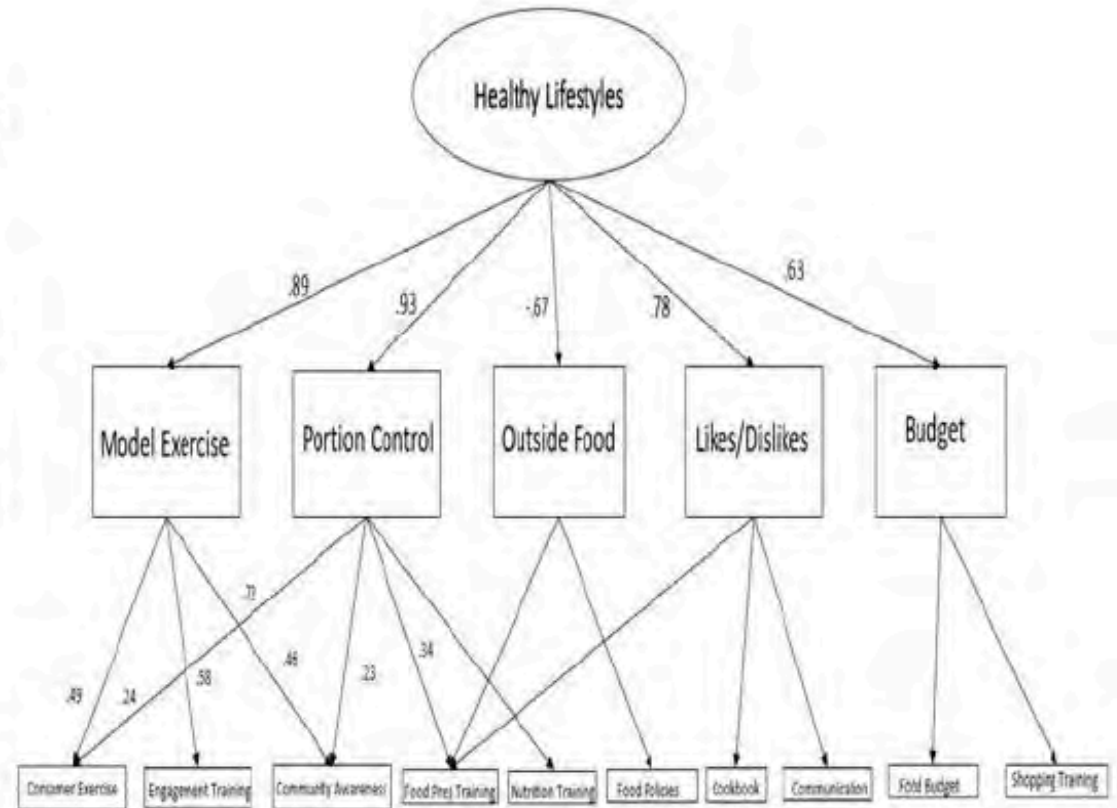 Healthy Lifestyles
.89
.93
-.67
.78
.63
Model Exercise
Portion Control
Outside Food
Likes/Dislikes
Budget
.46
.34
.23
.58
.49
.24
Consumer Exercise
Engagement Training
Community Awareness
Food Prep Training
Nutrition Training
Food Policies
Cookbook
Communication
Food Budget
Shopping Training